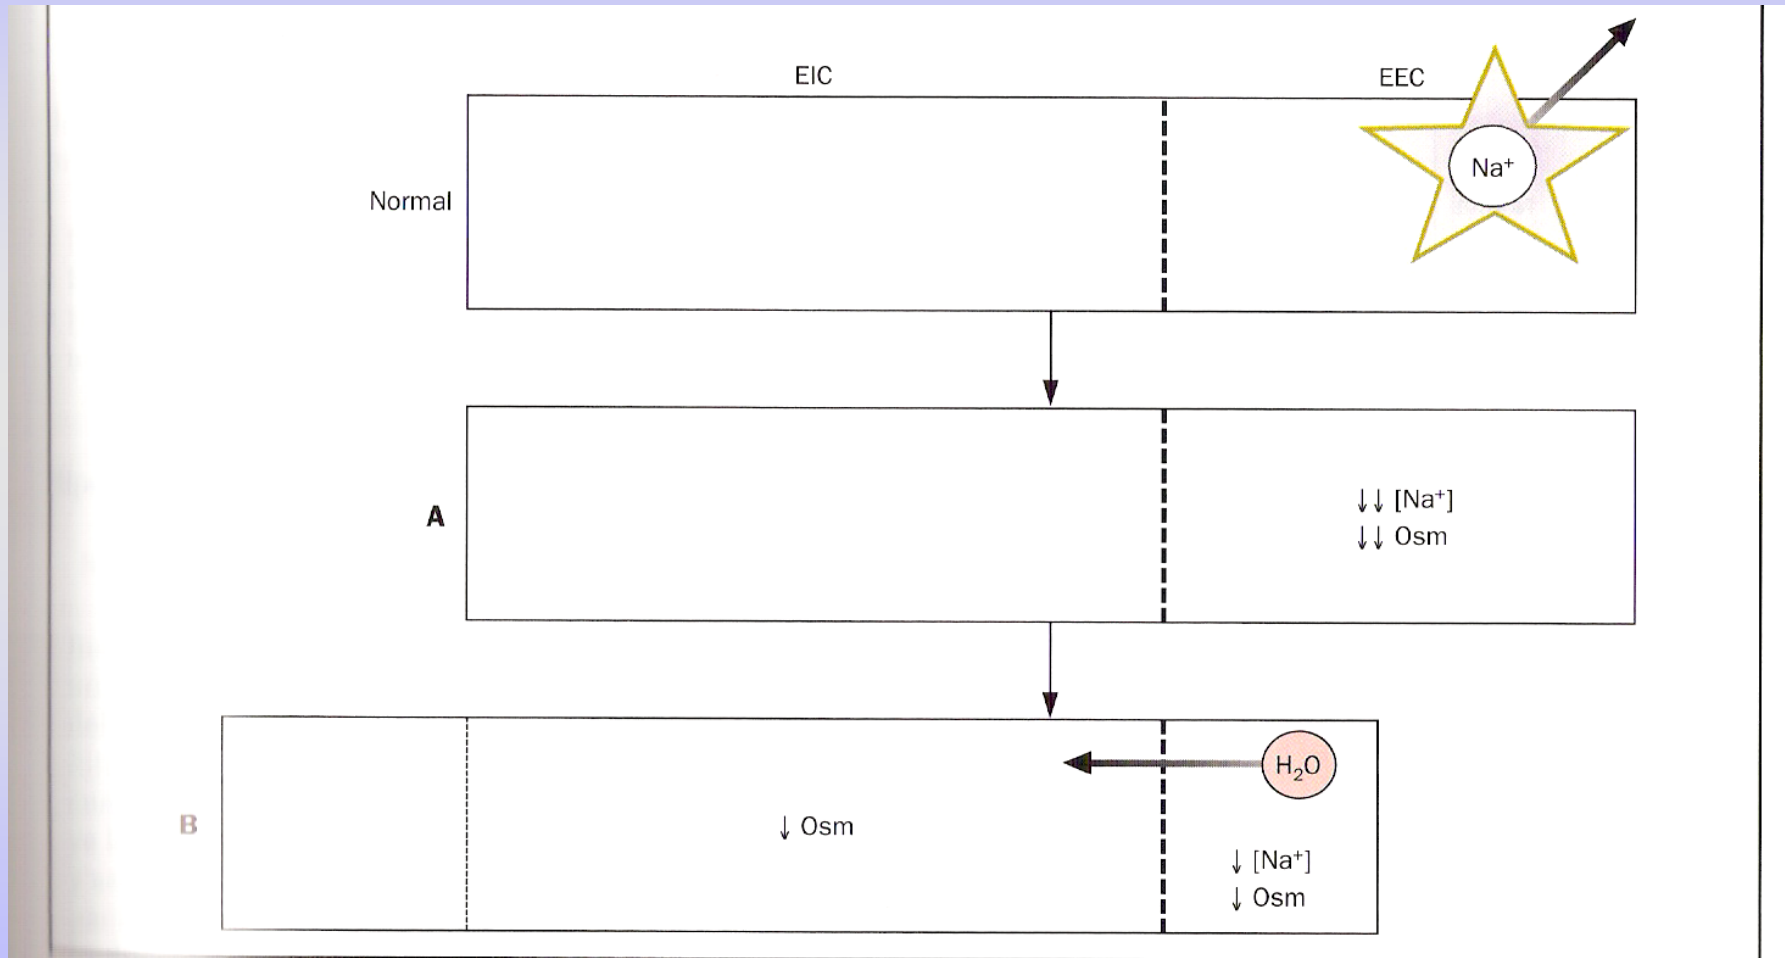 EIC
EEC
Na⁺
Normal
A
↓↓ [Na⁺]
↓↓ Osm
B
H₂O
↓ Osm
↓ [Na⁺]
↓ Osm